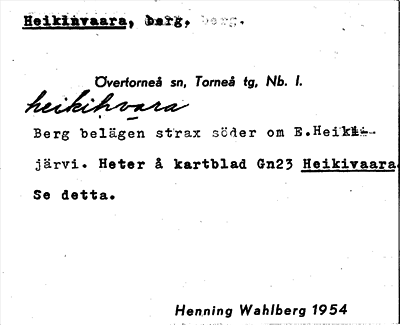 Heikinvaara, berg. berg.
Övertorneå sn, Torneå tg, Nb. l.
heikihvara
Berg belägen strax söder om E.Heiki-
järvi. Heter å kartblad Gn23 Heikivaara.
Se detta.
Henning Wahlberg 1954